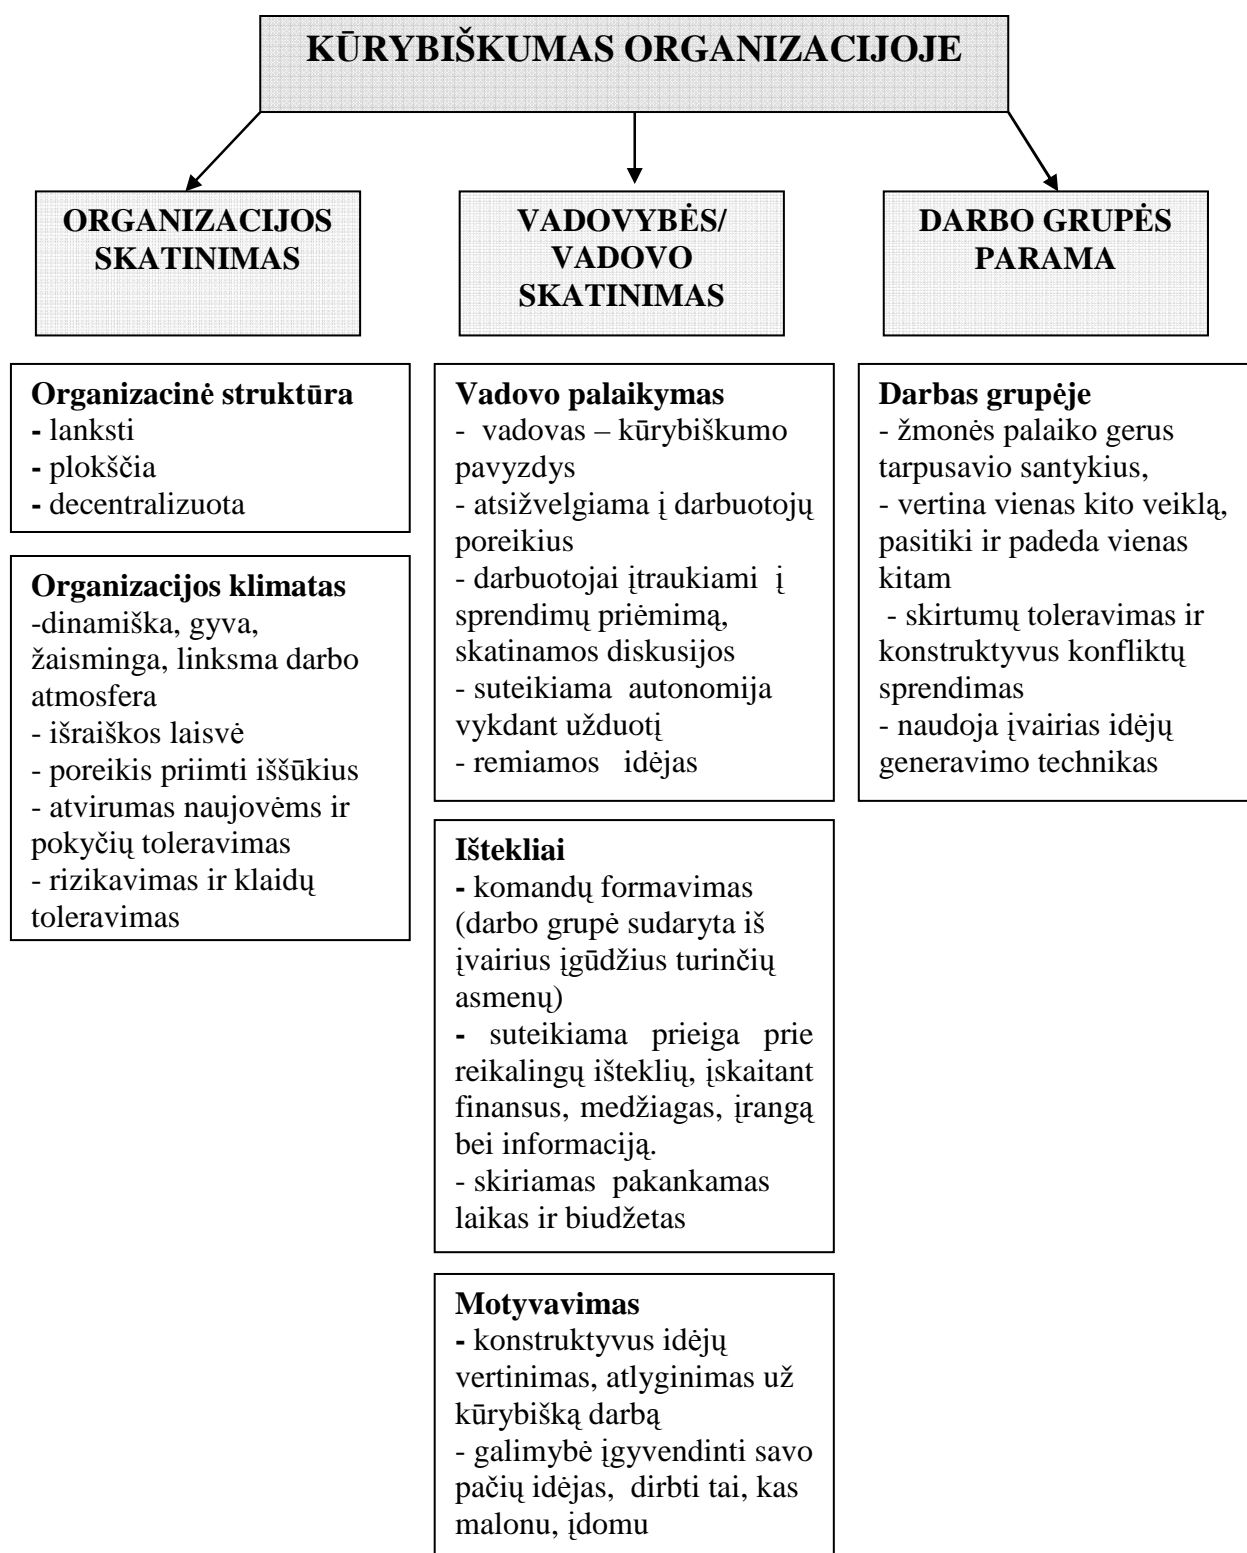 KŪRYBIŠKUMAS ORGANIZACIJOJE
ORGANIZACIJOS
SKATINIMAS
VADOVYBĖS/
VADOVO
SKATINIMAS
DARBO GRUPĖS
PARAMA
Organizacinė struktūra
- lanksti
- plokščia
- decentralizuota
Organizacijos klimatas
-dinamiška, gyva,
žaisminga, linksma darbo
atmosfera
- išraiškos laisvė
- poreikis priimti iššūkius
- atvirumas naujovėms ir
pokyčių toleravimas
- rizikavimas ir klaidų
toleravimas
Vadovo palaikymas
- vadovas – kūrybiškumo
pavyzdys
- atsižvelgiama į darbuotojų
poreikius
- darbuotojai įtraukiami į
sprendimų priėmimą,
skatinamos diskusijos
- suteikiama autonomija
vykdant užduotį
- remiamos idėjas
Ištekliai
- komandų formavimas
(darbo grupė sudaryta iš
įvairius įgūdžius turinčių
asmenų)
- suteikiama prieiga prie
reikalingų išteklių, įskaitant
finansus, medžiagas, įrangą
bei informaciją.
- skiriamas pakankamas
laikas ir biudžetas
Motyvavimas
- konstruktyvus idėjų
vertinimas, atlyginimas už
kūrybišką darbą
- galimybė įgyvendinti savo
pačių idėjas, dirbti tai, kas
malonu, įdomu
Darbas grupėje
- žmonės palaiko gerus
tarpusavio santykius,
- vertina vienas kito veiklą,
pasitiki ir padeda vienas
kitam
- skirtumų toleravimas ir
konstruktyvus konfliktų
sprendimas
- naudoja įvairias idėjų
generavimo technikas